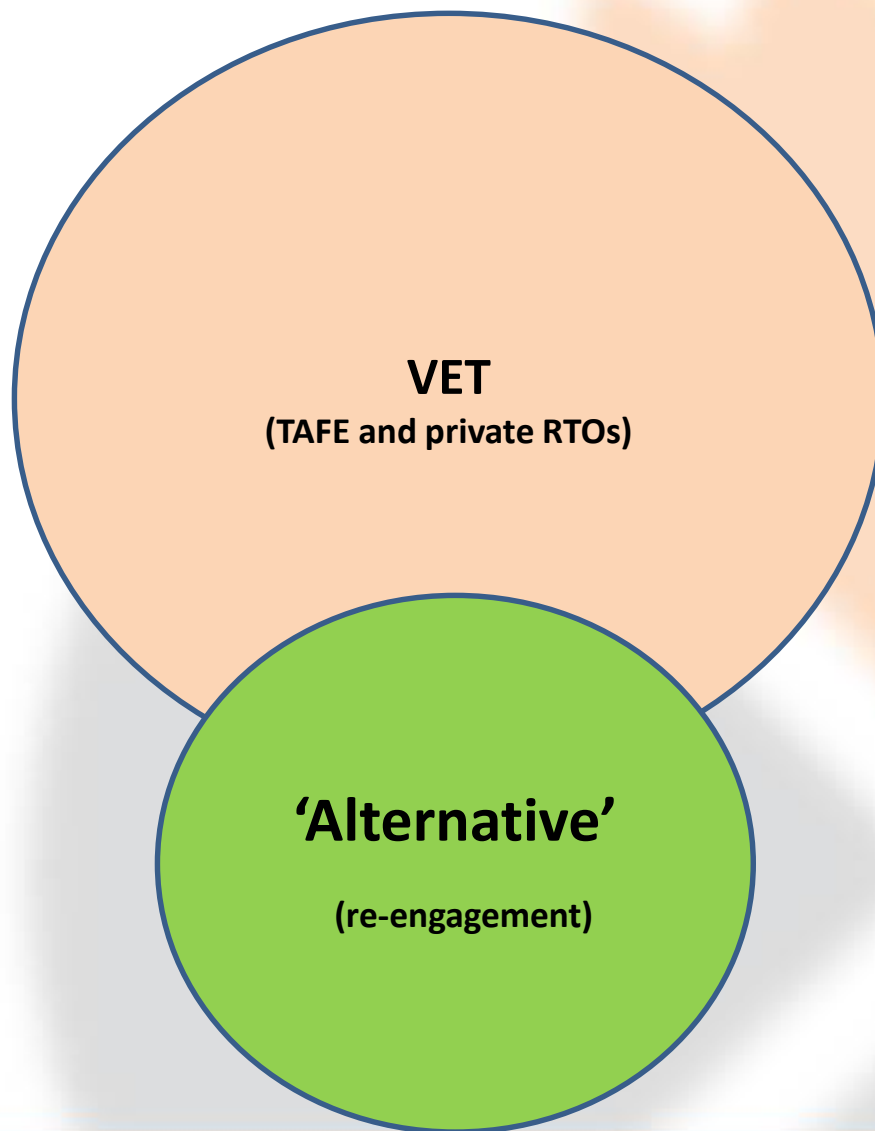 VET
(TAFE and private RTOs)
‘Alternative’
(re-engagement)